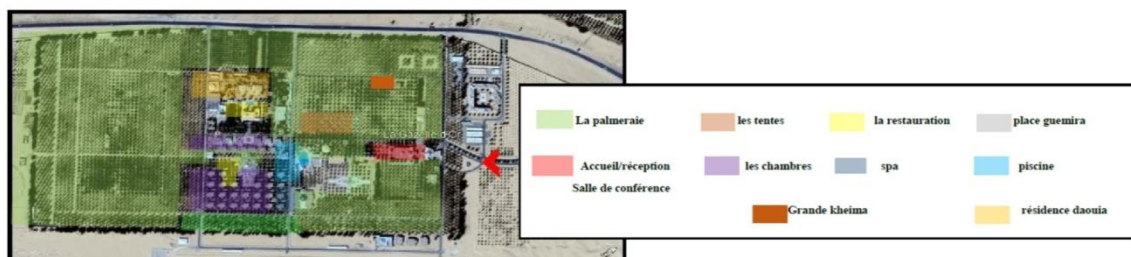 La palmeraie
les tentes
la restauration
place guemira
Accueil/réception
Salle de conférence
les chambres
spa
piscine
Grande kheima
résidence daouia